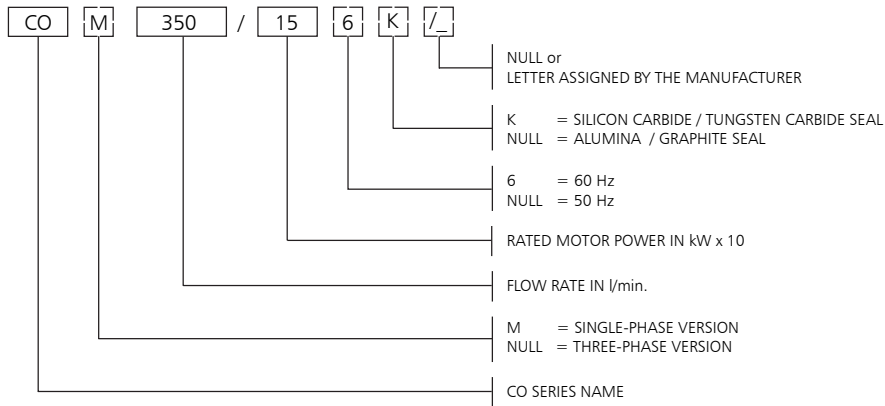 CO M 350 / 15 6 K /_
NULL or
LETTER ASSIGNED BY THE MANUFACTURER
K = SILICON CARBIDE / TUNGSTEN CARBIDE SEAL
NULL = ALUMINA / GRAPHITE SEAL
6 = 60 Hz
NULL = 50 Hz
RATED MOTOR POWER IN kW x 10
FLOW RATE IN l/min.
M = SINGLE-PHASE VERSION
NULL = THREE-PHASE VERSION
CO SERIES NAME